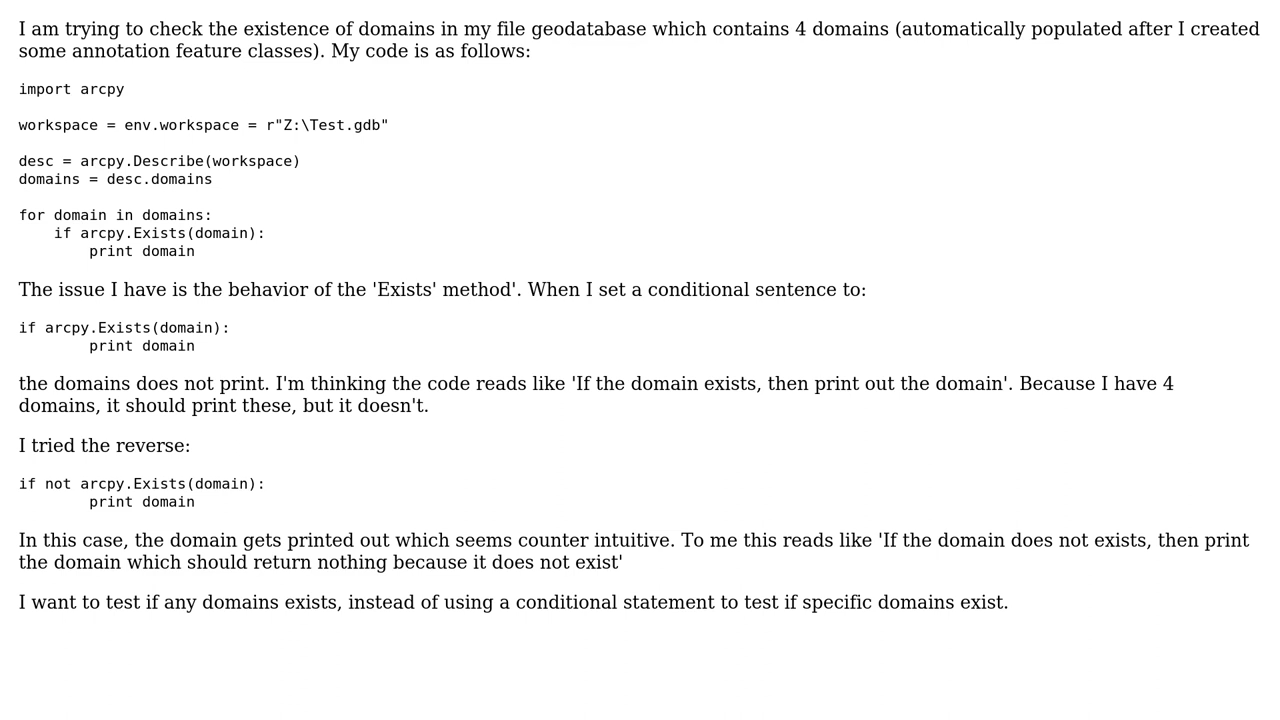 I am trying to check the existence of domains in my file geodatabase which contains 4 domains (automatically populated after I created
some annotation feature classes). My code is as follows:
import arcpy
workspace = env.workspace = r"Z:\Test.gdb"
desc = arcpy.Describe(workspace)
domains = desc.domains
for domain in domains:
    if arcpy.Exists(domain):
        print domain
The issue I have is the behavior of the 'Exists' method'. When I set a conditional sentence to:
if arcpy.Exists(domain):
        print domain
the domains does not print. I'm thinking the code reads like 'If the domain exists, then print out the domain'. Because I have 4
domains, it should print these, but it doesn't.
I tried the reverse:
if not arcpy.Exists(domain):
        print domain
In this case, the domain gets printed out which seems counter intuitive. To me this reads like 'If the domain does not exists, then print
the domain which should return nothing because it does not exist'
I want to test if any domains exists, instead of using a conditional statement to test if specific domains exist.